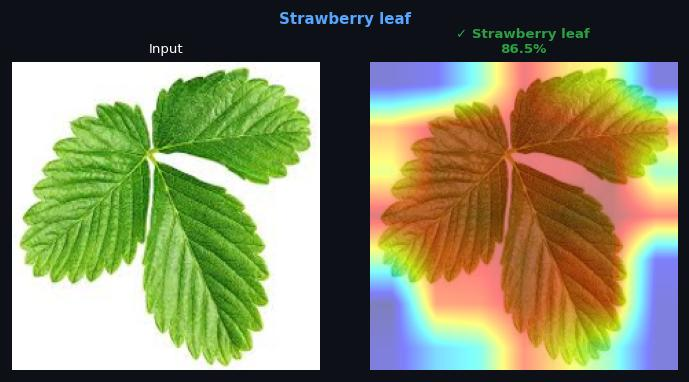 Strawberry leaf
Input
✓ Strawberry leaf
86.5%